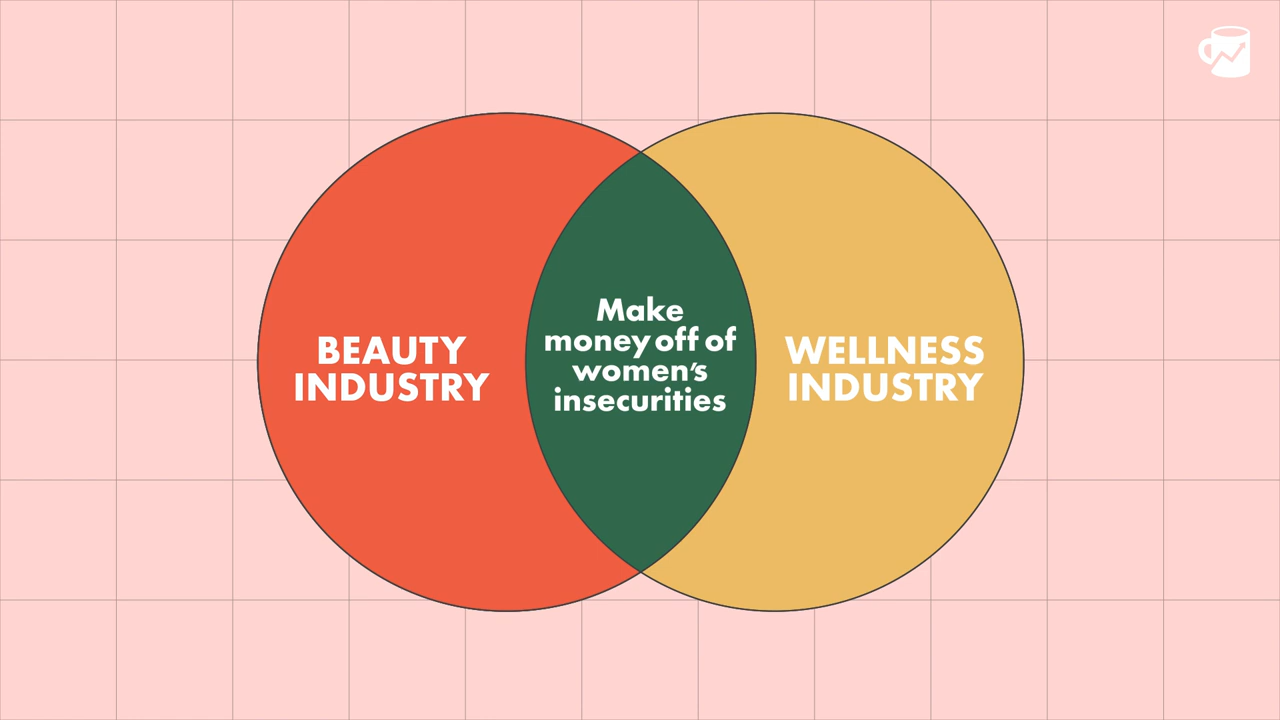 BEAUTY
INDUSTRY
Make
money off of
women's
insecurities
WELLNESS
INDUSTRY